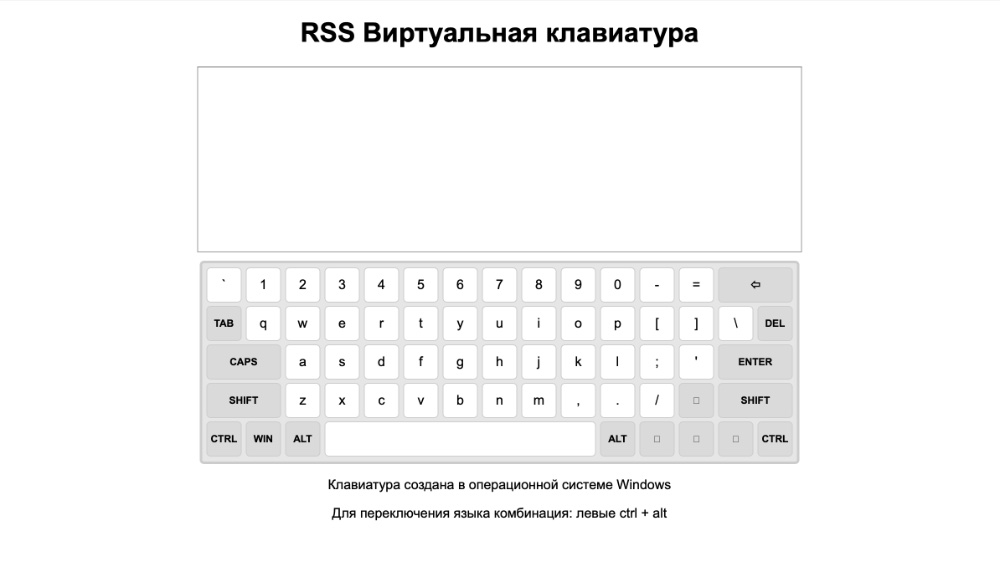 RSS Виртуальная клавиатура
` 1 2 3 4 5 6 7 8 9 0 - = ⇦
TAB q w e r t y u i o p [ ] \ DEL
CAPS a s d f g h j k l ; ' ENTER
SHIFT z x c v b n m , . / □ SHIFT
CTRL WIN ALT ALT □ □ □ CTRL
Клавиатура создана в операционной системе Windows
Для переключения языка комбинация: левые ctrl + alt